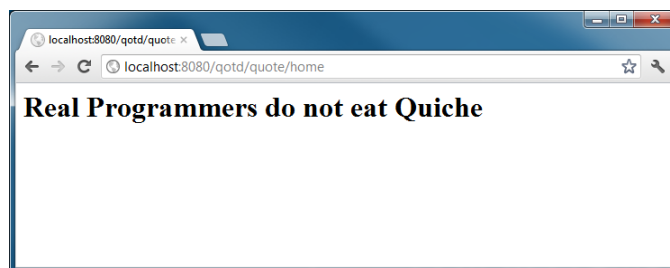 localhost:8080/qotd/quote
localhost:8080/qotd/quote/home
Real Programmers do not eat Quiche